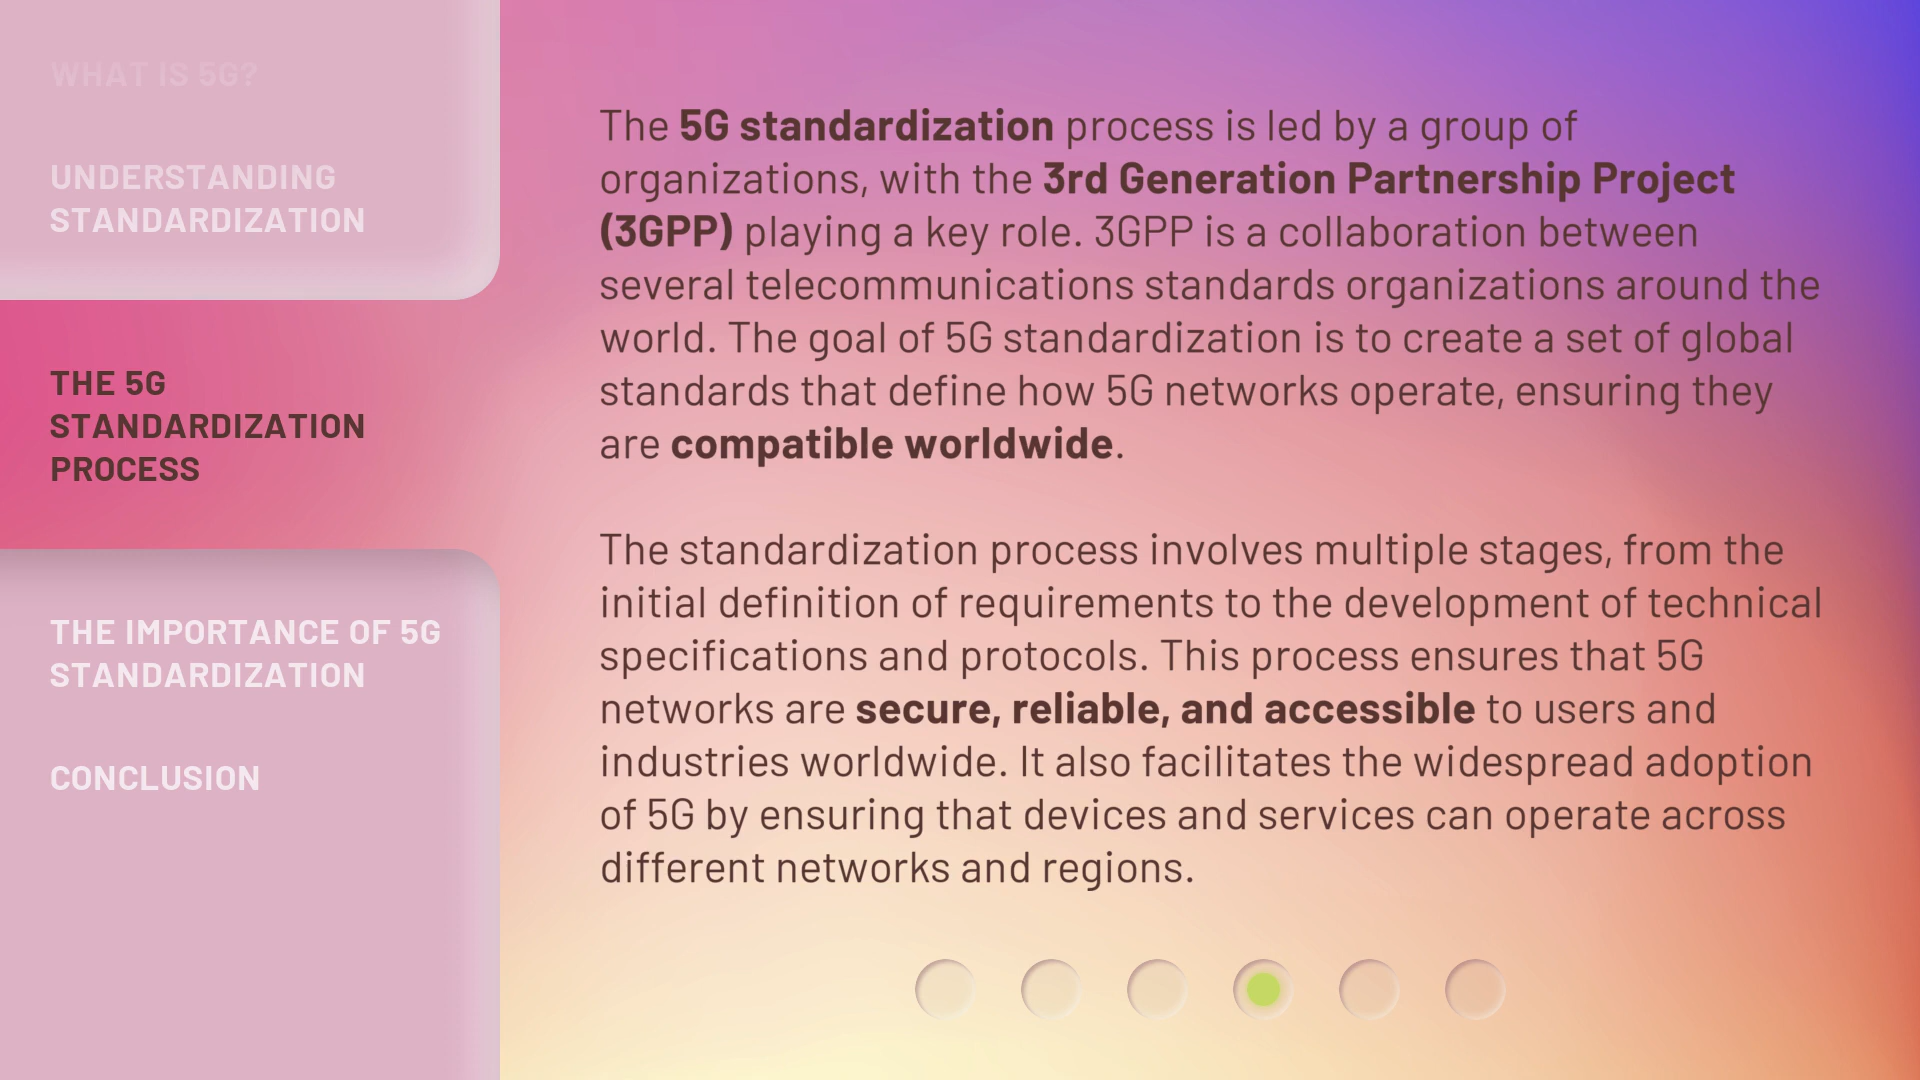 WHAT IS 5G?
UNDERSTANDING
STANDARDIZATION
THE 5G
STANDARDIZATION
PROCESS
THE IMPORTANCE OF 5G
STANDARDIZATION
CONCLUSION
The 5G standardization process is led by a group of
organizations, with the 3rd Generation Partnership Project
(3GPP) playing a key role. 3GPP is a collaboration between
several telecommunications standards organizations around the
world. The goal of 5G standardization is to create a set of global
standards that define how 5G networks operate, ensuring they
are compatible worldwide.
The standardization process involves multiple stages, from the
initial definition of requirements to the development of technical
specifications and protocols. This process ensures that 5G
networks are secure, reliable, and accessible to users and
industries worldwide. It also facilitates the widespread adoption
of 5G by ensuring that devices and services can operate across
different networks and regions.